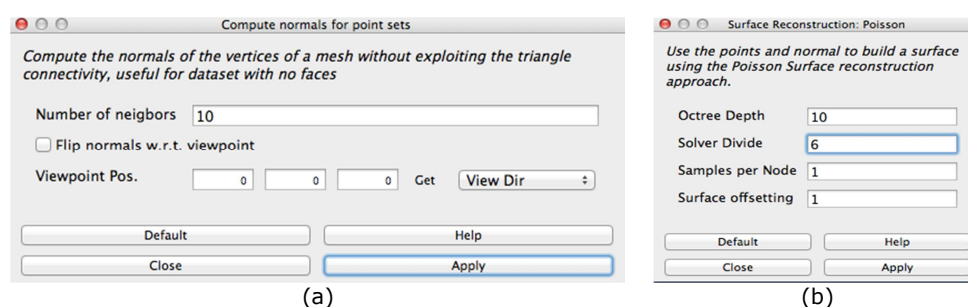 Compute normals for point sets
Compute the normals of the vertices of a mesh without exploiting the triangle
connectivity, useful for dataset with no faces
Number of neigbors 10
Flip normals w.r.t. viewpoint
Viewpoint Pos. 0 0 0 Get View Dir
Default Help
Close Apply
(a)
Surface Reconstruction: Poisson
Use the points and normal to build a surface
using the Poisson Surface reconstruction
approach.
Octree Depth 10
Solver Divide 6
Samples per Node 1
Surface offsetting 1
Default Help
Close Apply
(b)